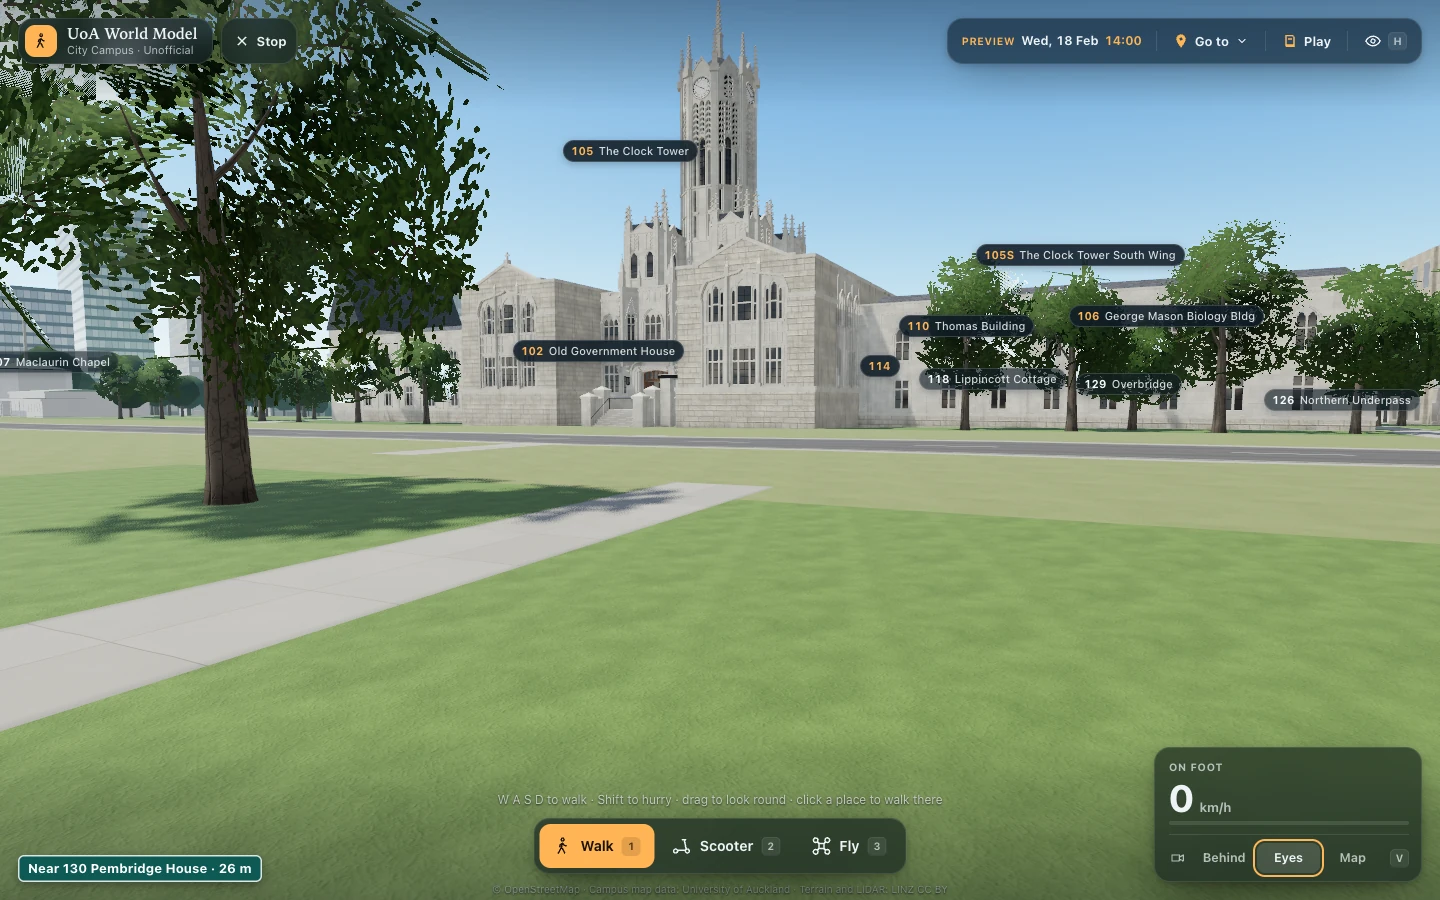 UoA World Model
City Campus · Unofficial
Stop
PREVIEW Wed, 18 Feb 14:00
Go to
Play
H
105 The Clock Tower
105S The Clock Tower South Wing
106 George Mason Biology Bldg
110 Thomas Building
102 Old Government House
07 Maclaurin Chapel
114
118 Lippincott Cottage
129 Overbridge
126 Northern Underpass
ON FOOT
0 km/h
W A S D to walk · Shift to hurry · drag to look round · click a place to walk there
Walk 1
Scooter 2
Fly 3
Behind
Eyes
Map
V
Near 130 Pembridge House · 26 m
© OpenStreetMap · Campus map data: University of Auckland · Terrain and LiDAR: LINZ CC BY